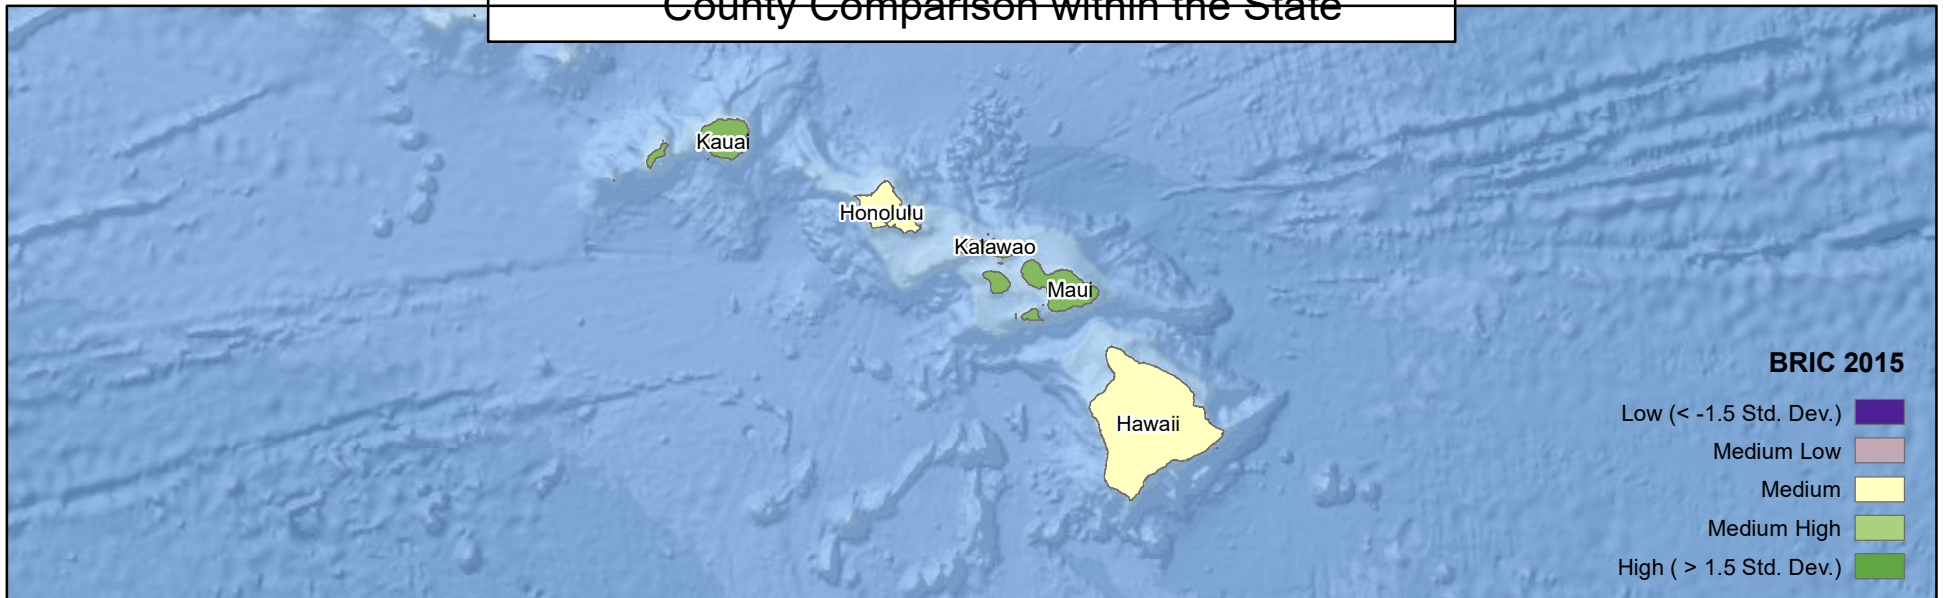 County Comparison within the State
Kauai
Honolulu
Kalawao
Maui
Hawaii
BRIC 2015
Low (< -1.5 Std. Dev.)
Medium Low
Medium
Medium High
High ( > 1.5 Std. Dev.)